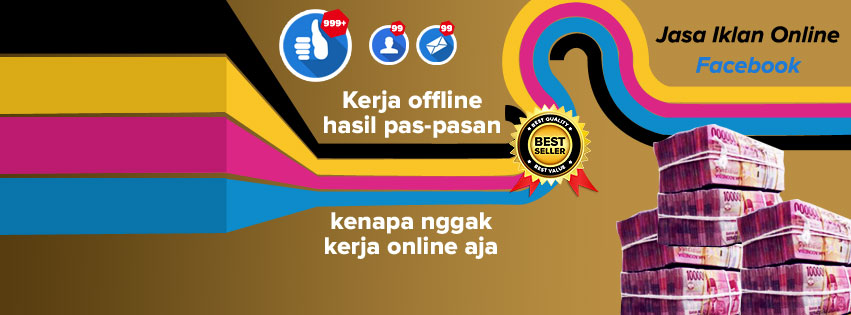 999+
99
99
Jasa Iklan Online
Facebook
Kerja offline
hasil pas-pasan
BEST QUALITY
BEST
SELLER
BEST VALUE
kenapa nggak
kerja online aja
100000